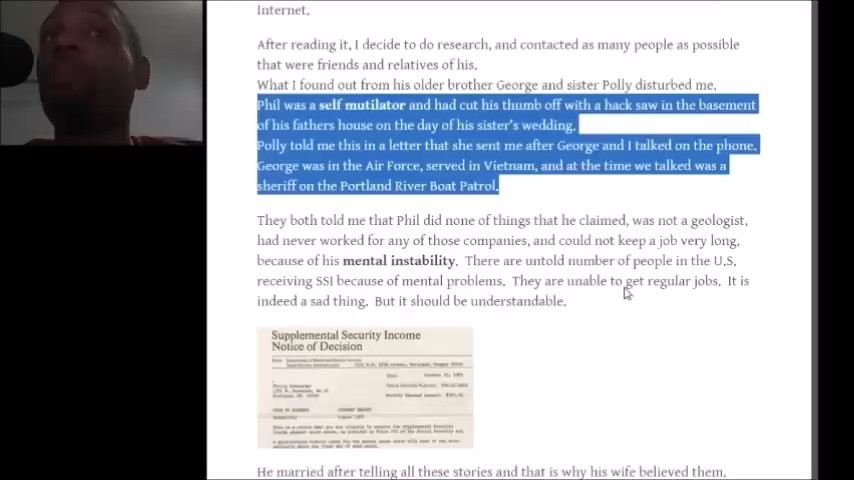 Internet.
After reading it, I decide to do research, and contacted as many people as possible
that were friends and relatives of his.
What I found out from his older brother George and sister Polly disturbed me.
Phil was a self mutilator and had cut his thumb off with a hack saw in the basement
of his fathers house on the day of his sister's wedding.
Polly told me this in a letter that she sent me after George and I talked on the phone.
George was in the Air Force, served in Vietnam, and at the time we talked was a
sheriff on the Portland River Boat Patrol.
They both told me that Phil did none of things that he claimed, was not a geologist,
had never worked for any of those companies, and could not keep a job very long,
because of his mental instability. There are untold number of people in the U.S.
receiving SSI because of mental problems. They are unable to get regular jobs. It is
indeed a sad thing. But it should be understandable.
Supplemental Security Income
Notice of Decision
He married after telling all these stories and that is why his wife believed them,